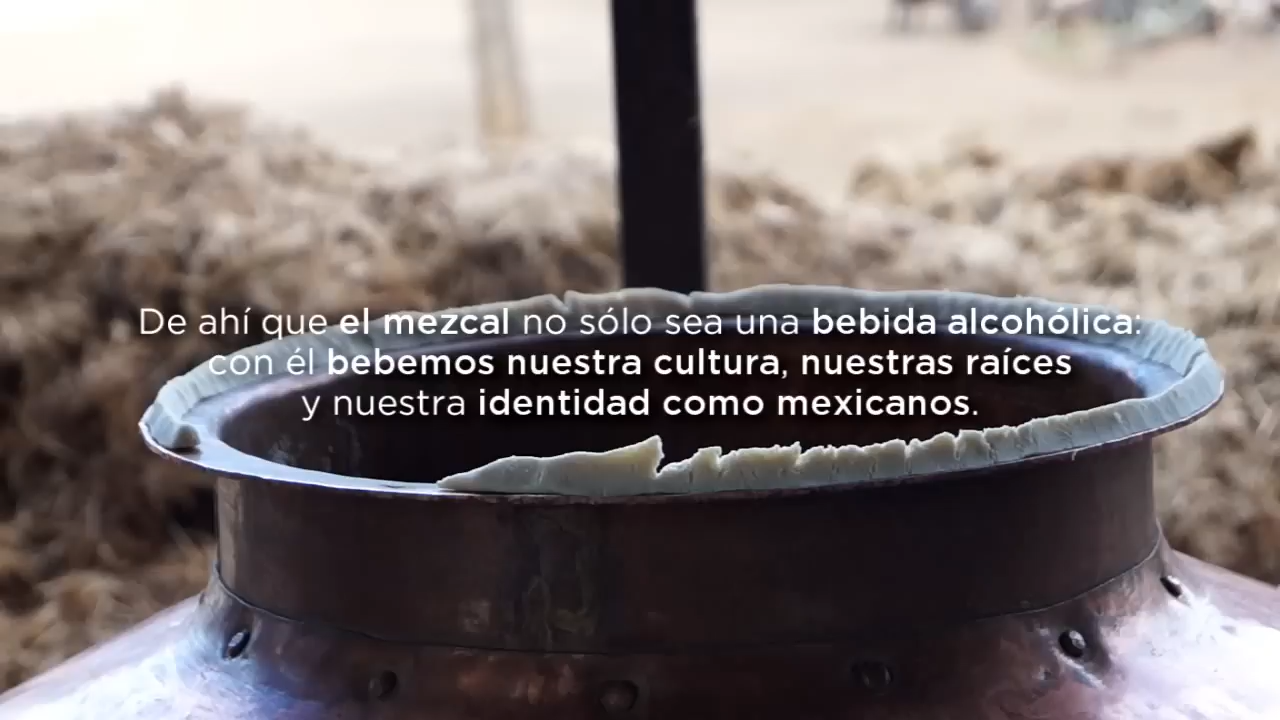 De ahí que el mezcal no sólo sea una bebida alcohólica:
con él bebemos nuestra cultura, nuestras raíces
y nuestra identidad como mexicanos.